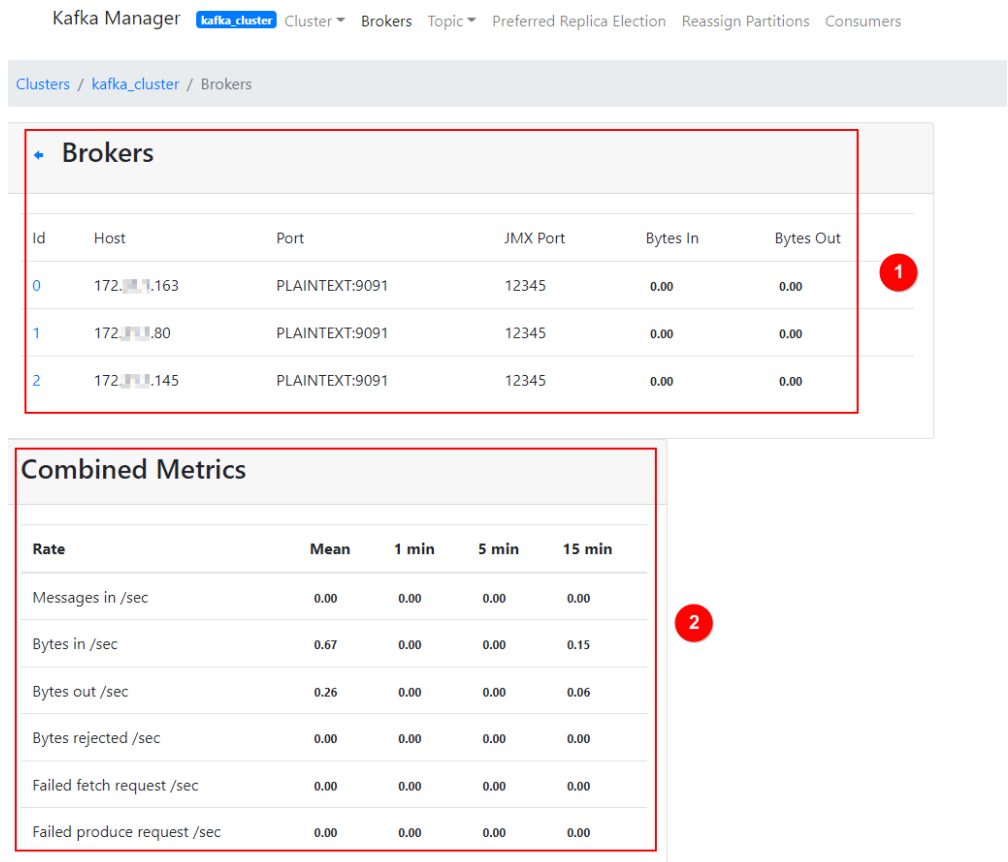 Kafka Manager kafka_cluster Cluster Brokers Topic Preferred Replica Election Reassign Partitions Consumers
Clusters / kafka_cluster / Brokers
Brokers
Id Host Port JMX Port Bytes In Bytes Out
1
0 172. .163 PLAINTEXT:9091 12345 0.00 0.00
1 172. .80 PLAINTEXT:9091 12345 0.00 0.00
2 172. .145 PLAINTEXT:9091 12345 0.00 0.00
Combined Metrics
Rate Mean 1 min 5 min 15 min
Messages in /sec 0.00 0.00 0.00 0.00
2
Bytes in /sec 0.67 0.00 0.00 0.15
Bytes out /sec 0.26 0.00 0.00 0.06
Bytes rejected /sec 0.00 0.00 0.00 0.00
Failed fetch request /sec 0.00 0.00 0.00 0.00
Failed produce request /sec 0.00 0.00 0.00 0.00